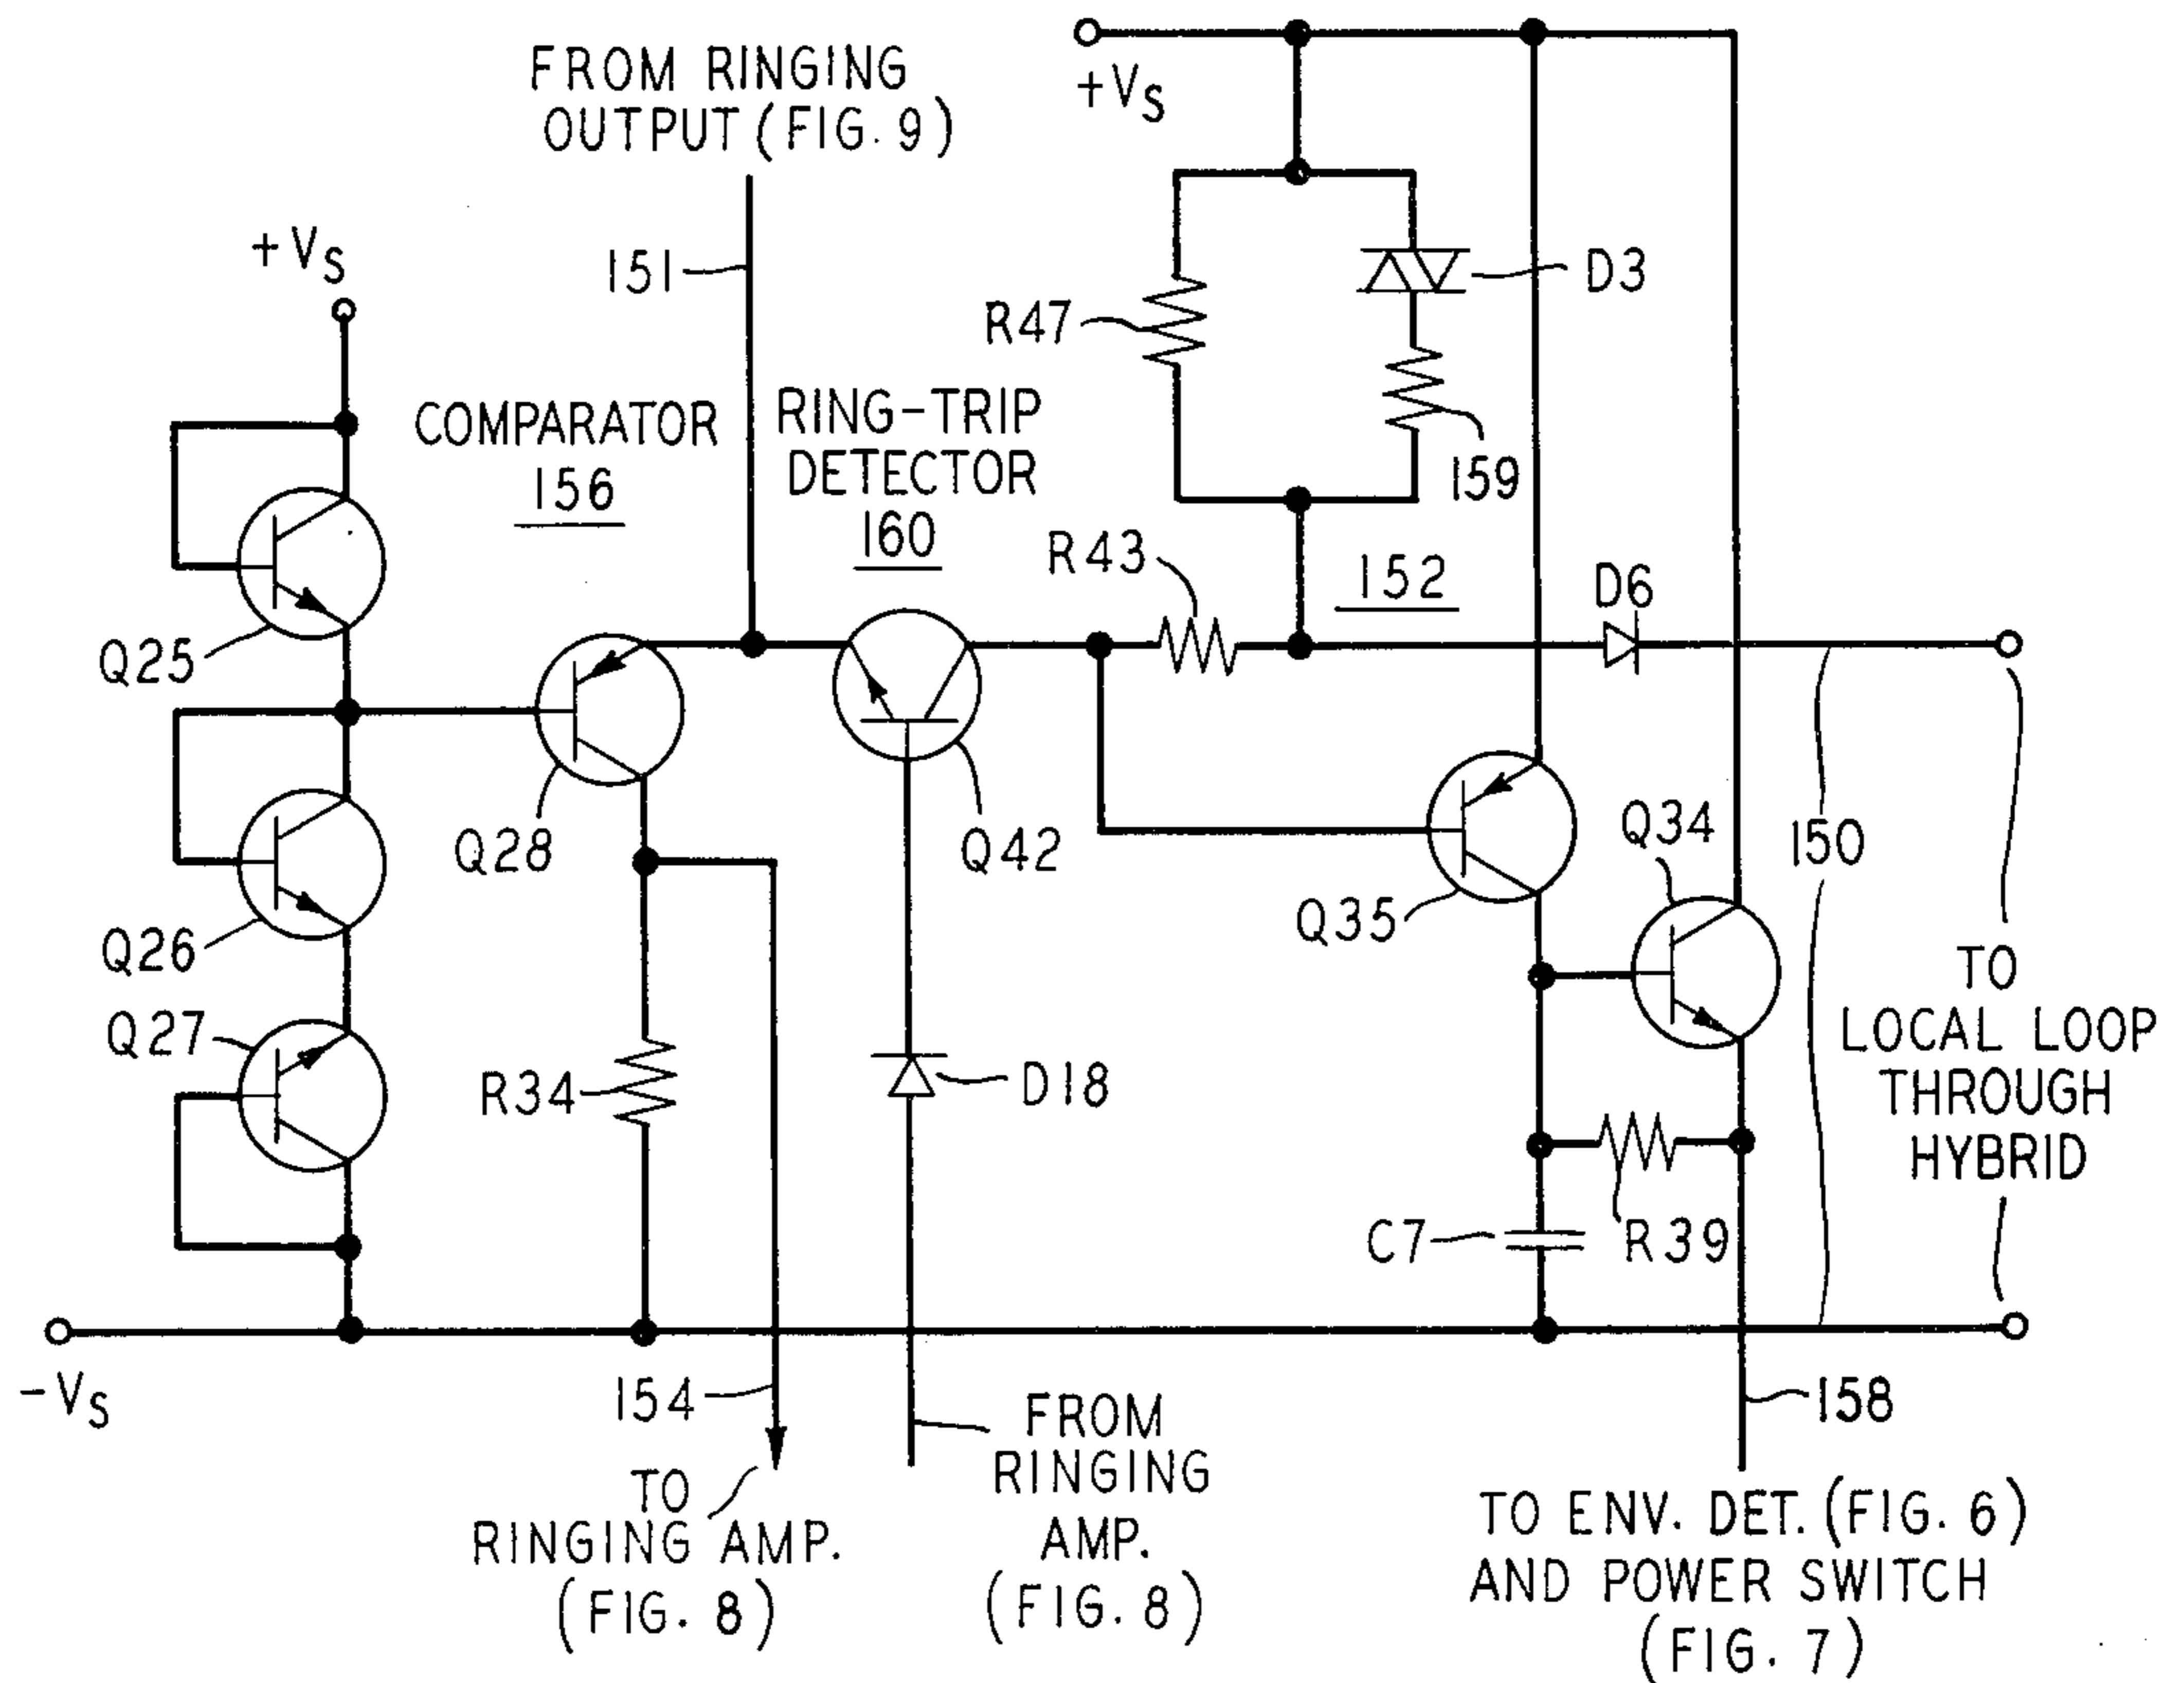 FROM RINGING
OUTPUT (FIG. 9)
+VS
+VS
151
D3
R47
COMPARATOR
156
RING-TRIP
DETECTOR
160
159
R43
152
D6
Q25
Q28
Q42
Q34
150
Q35
Q26
TO
LOCAL LOOP
THROUGH
HYBRID
Q27
R34
D18
C7
R39
-VS
154
FROM
RINGING
AMP.
(FIG. 8)
158
TO
RINGING AMP.
(FIG. 8)
TO ENV. DET. (FIG. 6)
AND POWER SWITCH
(FIG. 7)